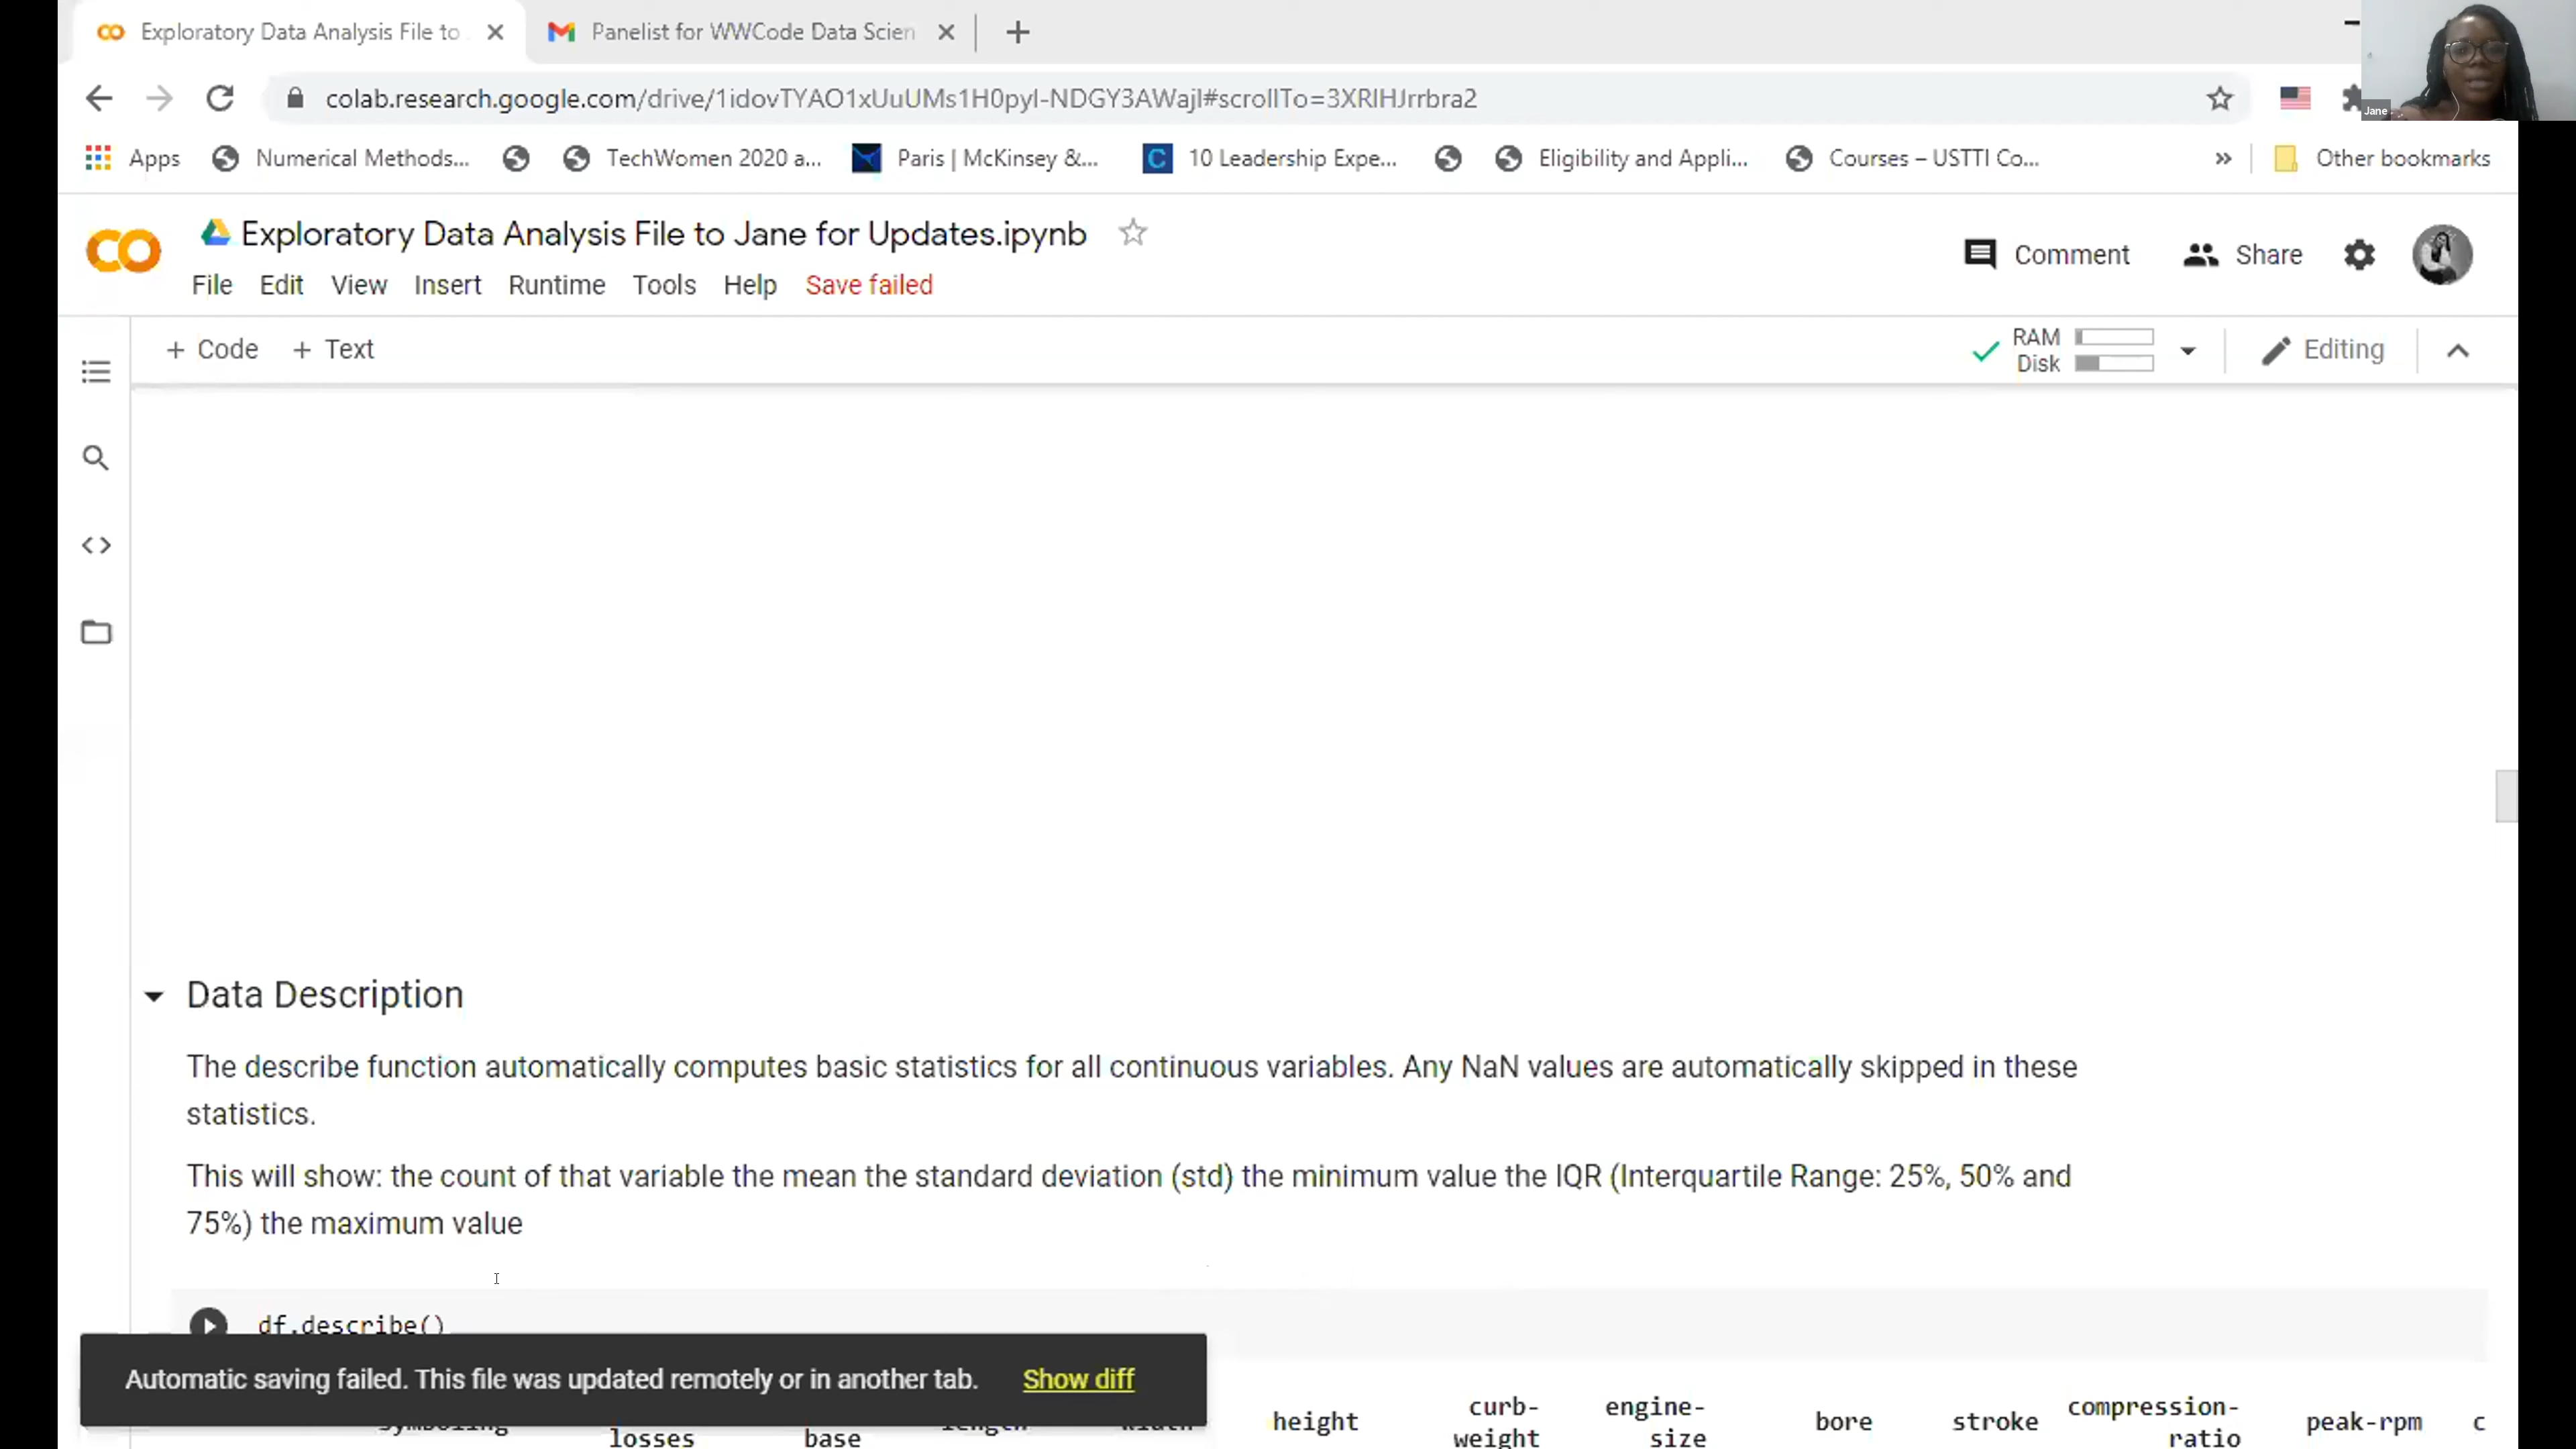 Exploratory Data Analysis File to
Panelist for WWCode Data Scien
Jane
colab.research.google.com/drive/1idovTYAO1xUuUMs1H0pyI-NDGY3AWajI#scrollTo=3XRlHJrrbra2
Apps Numerical Methods... TechWomen 2020 a... Paris | McKinsey &... 10 Leadership Expe... Eligibility and Appli... Courses – USTTI Co... » Other bookmarks
Exploratory Data Analysis File to Jane for Updates.ipynb
Comment Share
File Edit View Insert Runtime Tools Help Save failed
+ Code + Text
RAM
Disk
Editing
Data Description
The describe function automatically computes basic statistics for all continuous variables. Any NaN values are automatically skipped in these
statistics.
This will show: the count of that variable the mean the standard deviation (std) the minimum value the IQR (Interquartile Range: 25%, 50% and
75%) the maximum value
df.describe()
Automatic saving failed. This file was updated remotely or in another tab. Show diff
curb- engine- compression-
symboling length width height bore stroke peak-rpm c
losses base weight size ratio